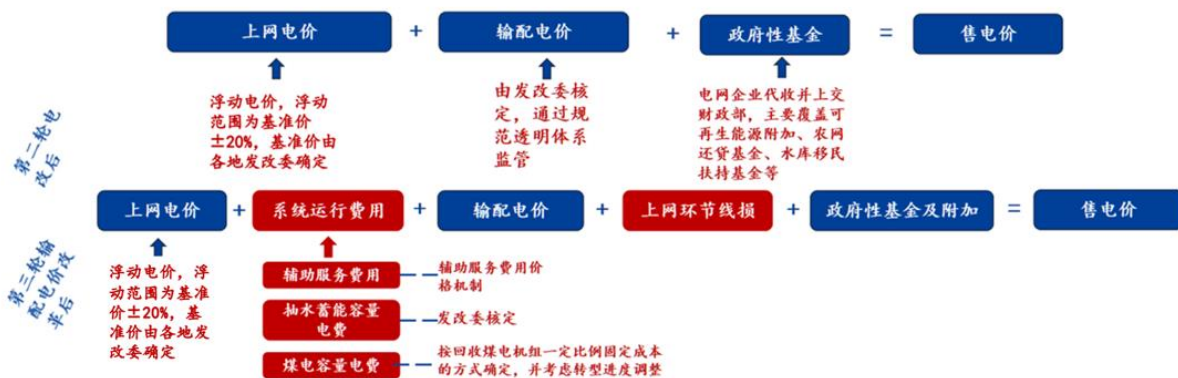 上网电价 + 输配电价 + 政府性基金 = 售电价
浮动电价，浮动
范围为基准价
±20%，基准价由
各地发改委确定
由发改委核
定，通过规
范透明体系
监管
电网企业代收并上交
财政部，主要覆盖可
再生能源附加、农网
还贷基金、水库移民
扶持基金等
第二轮电
改后
上网电价 + 系统运行费用 + 输配电价 + 上网环节线损 + 政府性基金及附加 = 售电价
第三轮输
配电价改
革后
浮动电价，浮
动范围为基准
价±20%，基
准价由各地发
改委确定
辅助服务费用
辅助服务费用价
格机制
抽水蓄能容量
电费
发改委核定
煤电容量电费
按回收煤电机组一定比例固定成本
的方式确定，并考虑转型进度调整